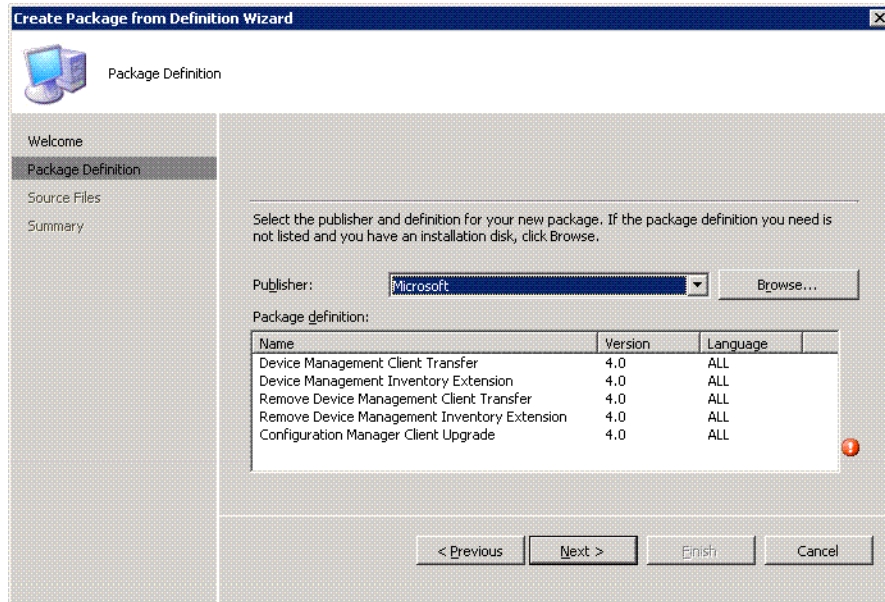 Create Package from Definition Wizard
Package Definition
Welcome
Package Definition
Source Files
Summary
Select the publisher and definition for your new package. If the package definition you need is
not listed and you have an installation disk, click Browse.
Publisher: Microsoft Browse...
Package definition:
Name Version Language
Device Management Client Transfer 4.0 ALL
Device Management Inventory Extension 4.0 ALL
Remove Device Management Client Transfer 4.0 ALL
Remove Device Management Inventory Extension 4.0 ALL
Configuration Manager Client Upgrade 4.0 ALL
< Previous Next > Finish Cancel